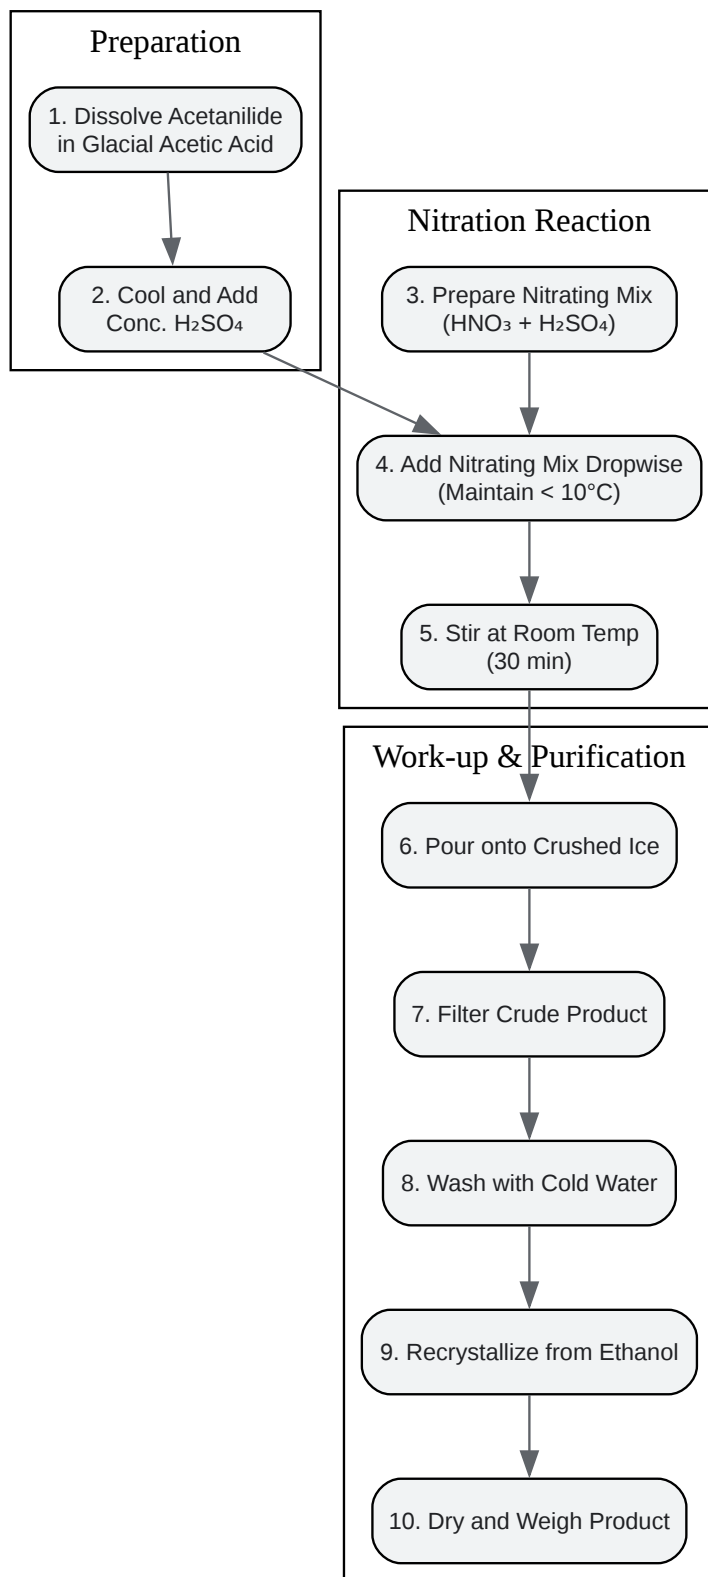 Preparation
1. Dissolve Acetanilide
in Glacial Acetic Acid
2. Cool and Add
Conc. H₂SO₄
Nitration Reaction
3. Prepare Nitrating Mix
(HNO₃ + H₂SO₄)
4. Add Nitrating Mix Dropwise
(Maintain < 10°C)
5. Stir at Room Temp
(30 min)
Work-up & Purification
6. Pour onto Crushed Ice
7. Filter Crude Product
8. Wash with Cold Water
9. Recrystallize from Ethanol
10. Dry and Weigh Product